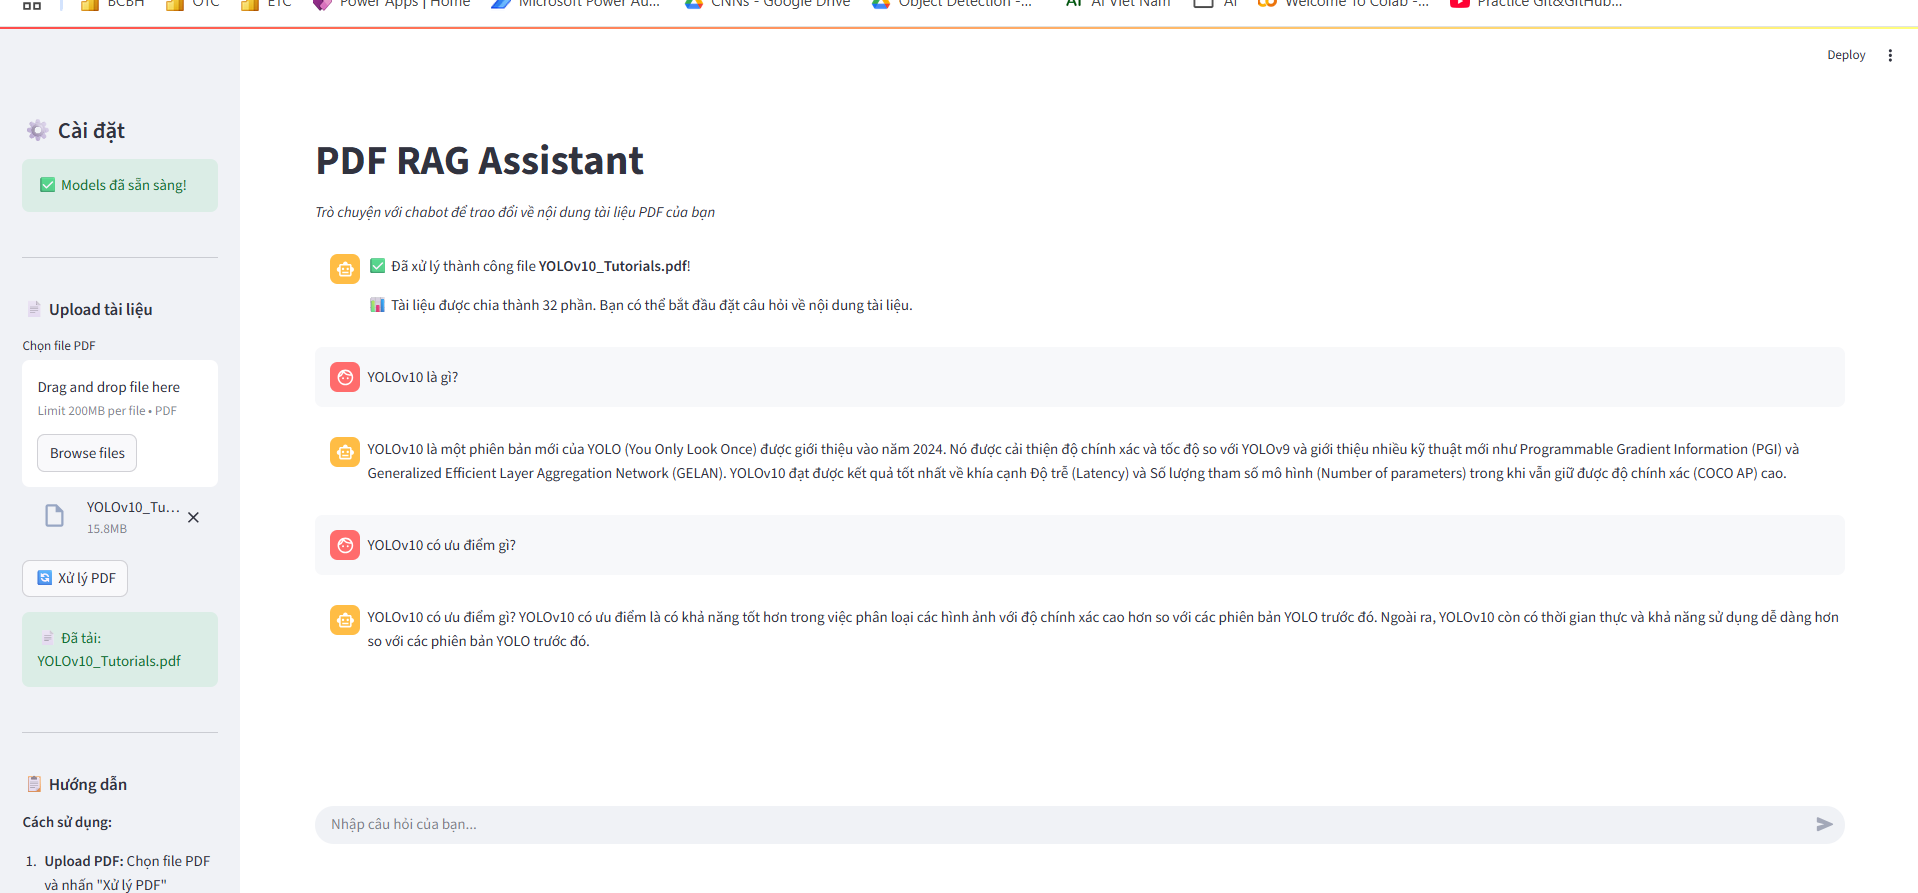 BCBH OTC ETC Power Apps | Home Microsoft Power Au... CNNs - Google Drive Object Detection -... AI Viet Nam AI Welcome To Colab -... Practice Git&GitHub...
Deploy
Cài đặt
Models đã sẵn sàng!
Upload tài liệu
Chọn file PDF
Drag and drop file here
Limit 200MB per file • PDF
Browse files
YOLOv10_Tu...
15.8MB
Xử lý PDF
Đã tải:
YOLOv10_Tutorials.pdf
Hướng dẫn
Cách sử dụng:
1. Upload PDF: Chọn file PDF
và nhấn "Xử lý PDF"
PDF RAG Assistant
Trò chuyện với chabot để trao đổi về nội dung tài liệu PDF của bạn
Đã xử lý thành công file YOLOv10_Tutorials.pdf!
Tài liệu được chia thành 32 phần. Bạn có thể bắt đầu đặt câu hỏi về nội dung tài liệu.
YOLOv10 là gì?
YOLOv10 là một phiên bản mới của YOLO (You Only Look Once) được giới thiệu vào năm 2024. Nó được cải thiện độ chính xác và tốc độ so với YOLOv9 và giới thiệu nhiều kỹ thuật mới như Programmable Gradient Information (PGI) và
Generalized Efficient Layer Aggregation Network (GELAN). YOLOv10 đạt được kết quả tốt nhất về khía cạnh Độ trễ (Latency) và Số lượng tham số mô hình (Number of parameters) trong khi vẫn giữ được độ chính xác (COCO AP) cao.
YOLOv10 có ưu điểm gì?
YOLOv10 có ưu điểm gì? YOLOv10 có ưu điểm là có khả năng tốt hơn trong việc phân loại các hình ảnh với độ chính xác cao hơn so với các phiên bản YOLO trước đó. Ngoài ra, YOLOv10 còn có thời gian thực và khả năng sử dụng dễ dàng hơn
so với các phiên bản YOLO trước đó.
Nhập câu hỏi của bạn...